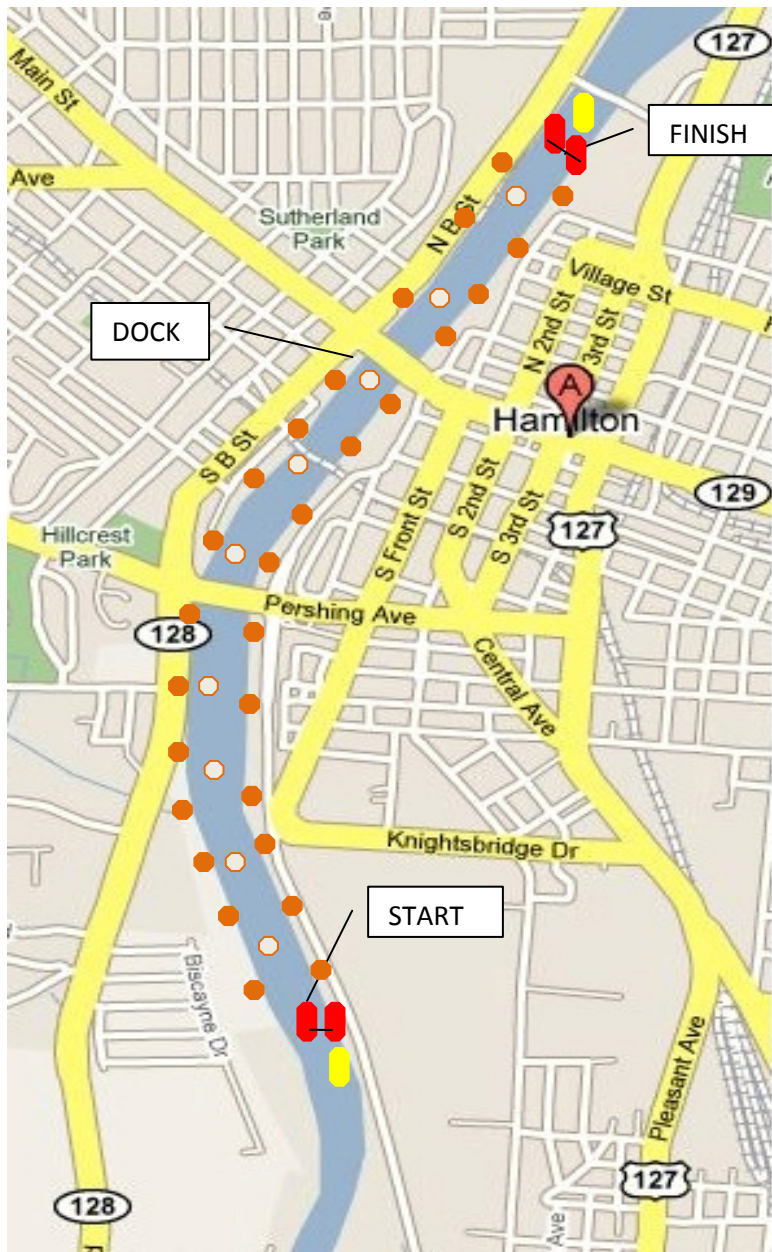 127
Main St
FINISH
Ave
Sutherland
Park
N B St
Village St
DOCK
N 2nd St
3rd St
A
Hamilton
S B St
129
S Front St
S 2nd St
S 3rd St
127
Hillcrest
Park
Pershing Ave
128
Central Ave
Knightsbridge Dr
START
Biscayne Dr
Pleasant Ave
127
128
Ave